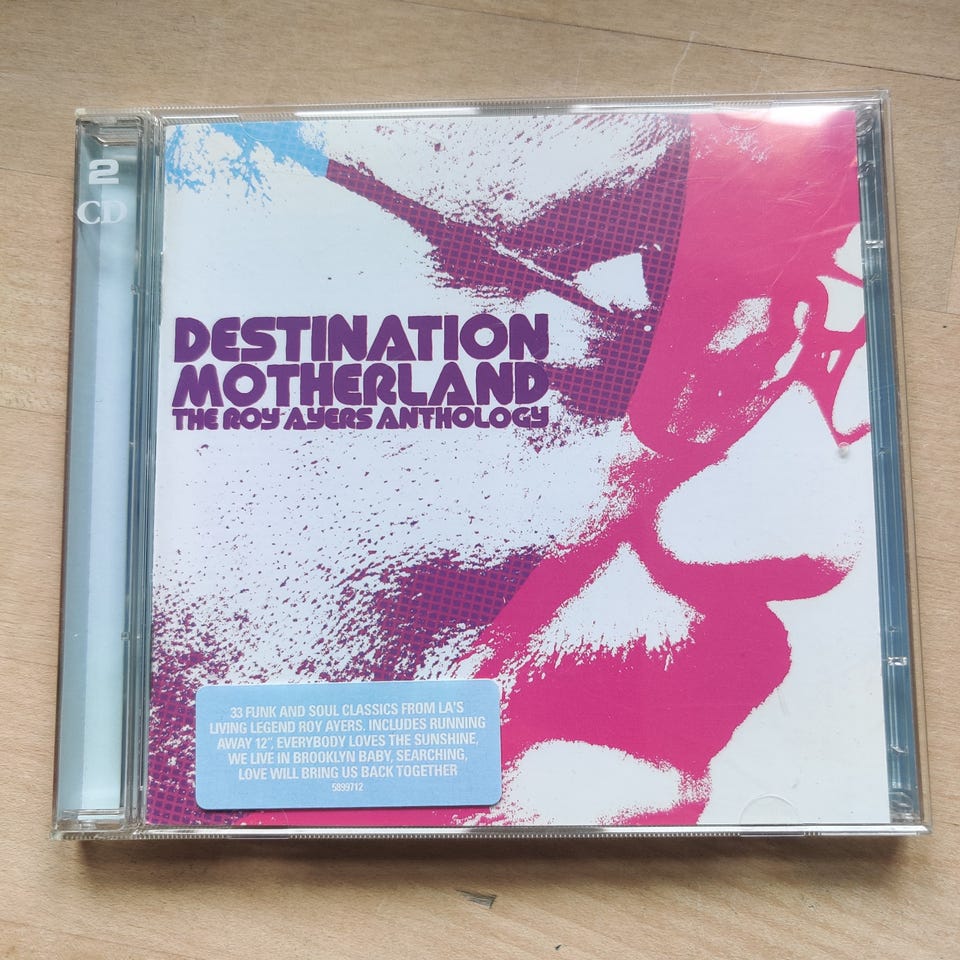 2
CD
DESTINATION
MOTHERLAND
THE ROY AYERS ANTHOLOGY
33 FUNK AND SOUL CLASSICS FROM LA'S
LIVING LEGEND ROY AYERS. INCLUDES RUNNING
AWAY 12", EVERYBODY LOVES THE SUNSHINE,
WE LIVE IN BROOKLYN BABY, SEARCHING,
LOVE WILL BRING US BACK TOGETHER
5899712